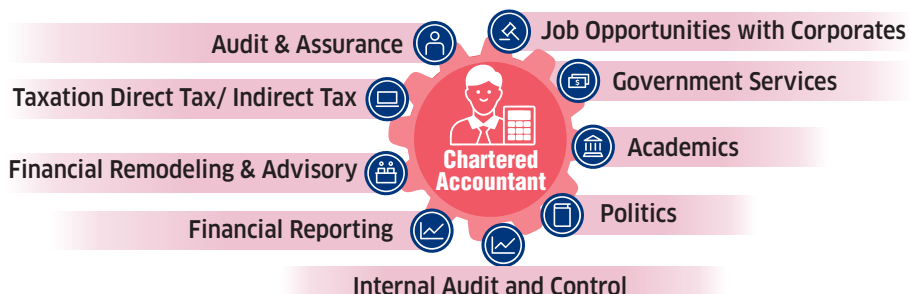 Audit & Assurance
Taxation Direct Tax/ Indirect Tax
Financial Remodeling & Advisory
Financial Reporting
Internal Audit and Control
Job Opportunities with Corporates
Government Services
Academics
Politics
Chartered
Accountant